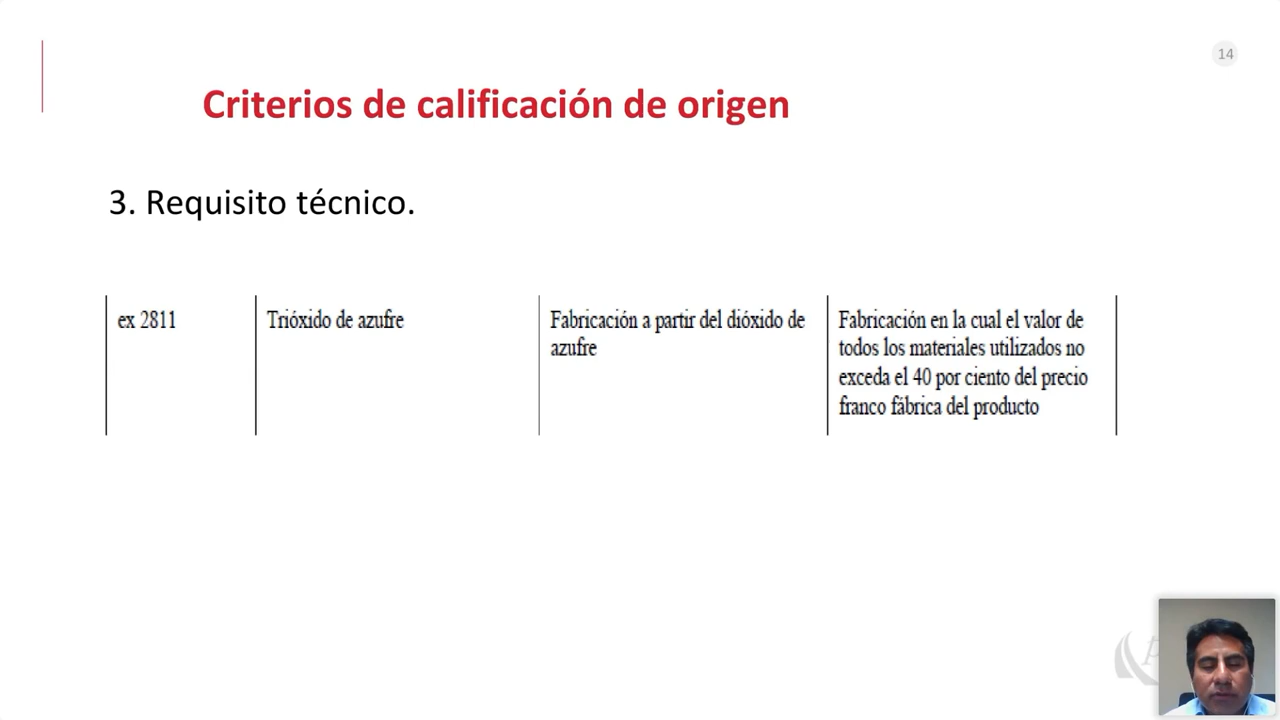 14
Criterios de calificación de origen
3. Requisito técnico.
ex 2811
Trióxido de azufre
Fabricación a partir del dióxido de
azufre
Fabricación en la cual el valor de
todos los materiales utilizados no
exceda el 40 por ciento del precio
franco fábrica del producto